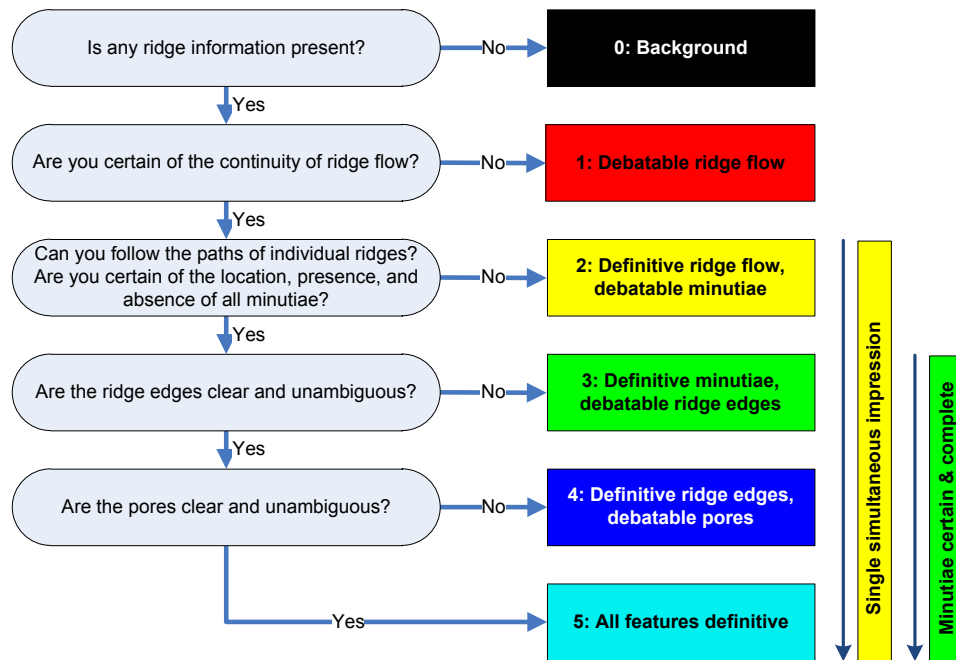 Is any ridge information present?
No
0: Background
Yes
Are you certain of the continuity of ridge flow?
No
1: Debatable ridge flow
Yes
Can you follow the paths of individual ridges?
Are you certain of the location, presence, and
absence of all minutiae?
No
2: Definitive ridge flow,
debatable minutiae
Yes
Are the ridge edges clear and unambiguous?
No
3: Definitive minutiae,
debatable ridge edges
Yes
Are the pores clear and unambiguous?
No
4: Definitive ridge edges,
debatable pores
Yes
5: All features definitive
Single simultaneous impression
Minutiae certain & complete